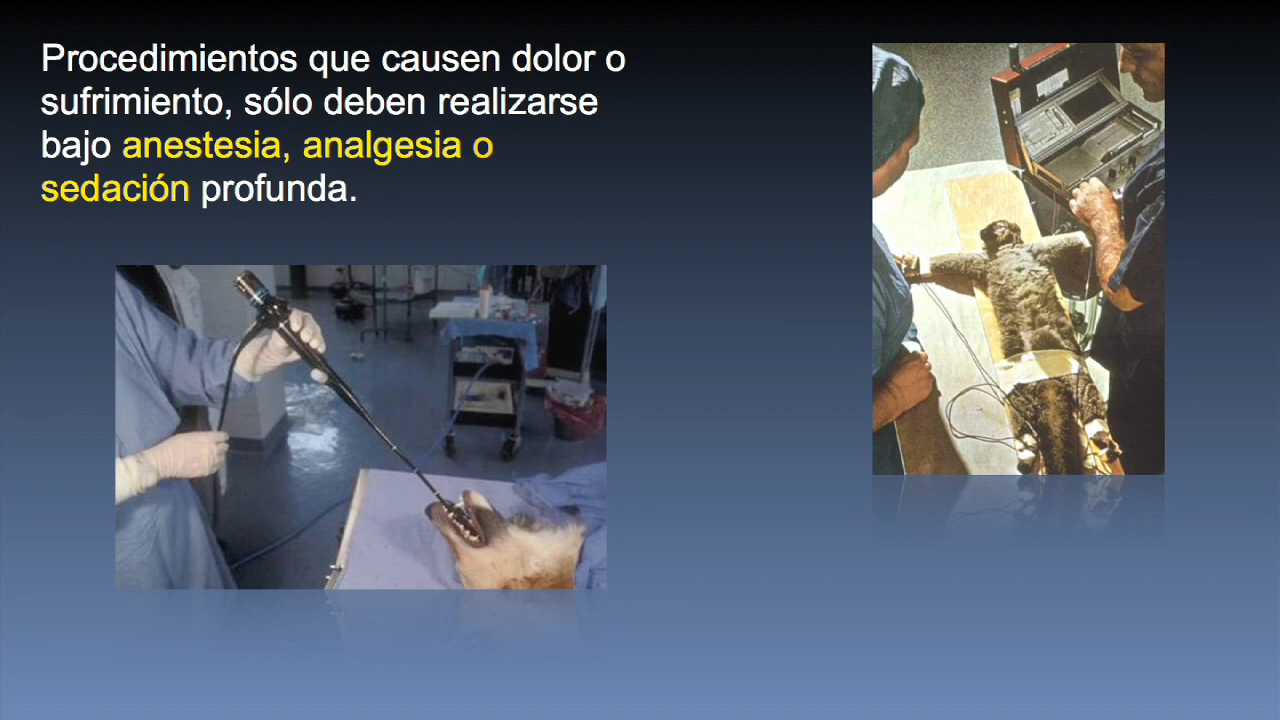 Procedimientos que causen dolor o
sufrimiento, sólo deben realizarse
bajo anestesia, analgesia o
sedación profunda.